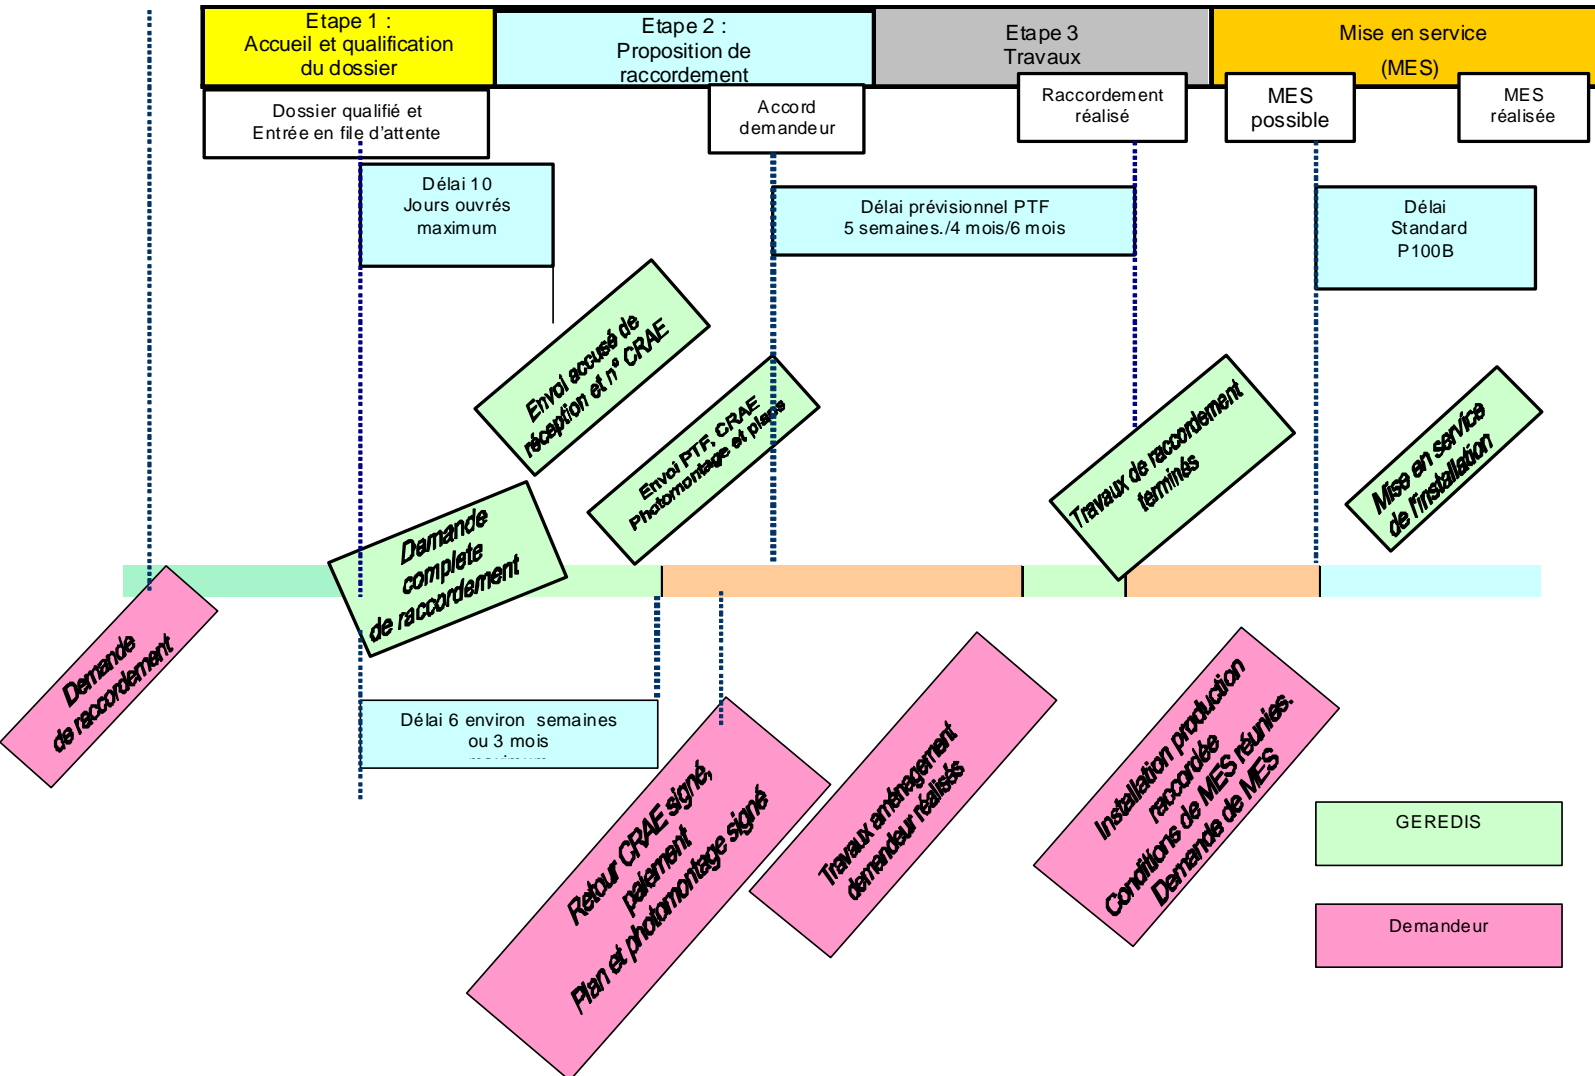 Etape 1 :
Accueil et qualification
du dossier
Etape 2 :
Proposition de
raccordement
Etape 3
Travaux
Mise en service
(MES)
Dossier qualifié et
Entrée en file d'attente
Accord
demandeur
Raccordement
réalisé
MES
possible
MES
réalisée
Délai 10
Jours ouvrés
maximum
Délai prévisionnel PTF
5 semaines./4 mois/6 mois
Délai
Standard
P100B
Envoi accusé de
réception et n° CRAE
Envoi PTF, CRAE
Photomontage et plans
Travaux de raccordement
terminés
Mise en service
de l'installation
Demande
complete
de raccordement
Demande
de raccordement
Délai 6 environ semaines
ou 3 mois
maximum
Retour CRAE signé,
paiement
Plan et photomontage signé
Travaux aménagement
demandeur réalisés
Installation production
raccordée
Conditions de MES réunies.
Demande de MES
GEREDIS
Demandeur